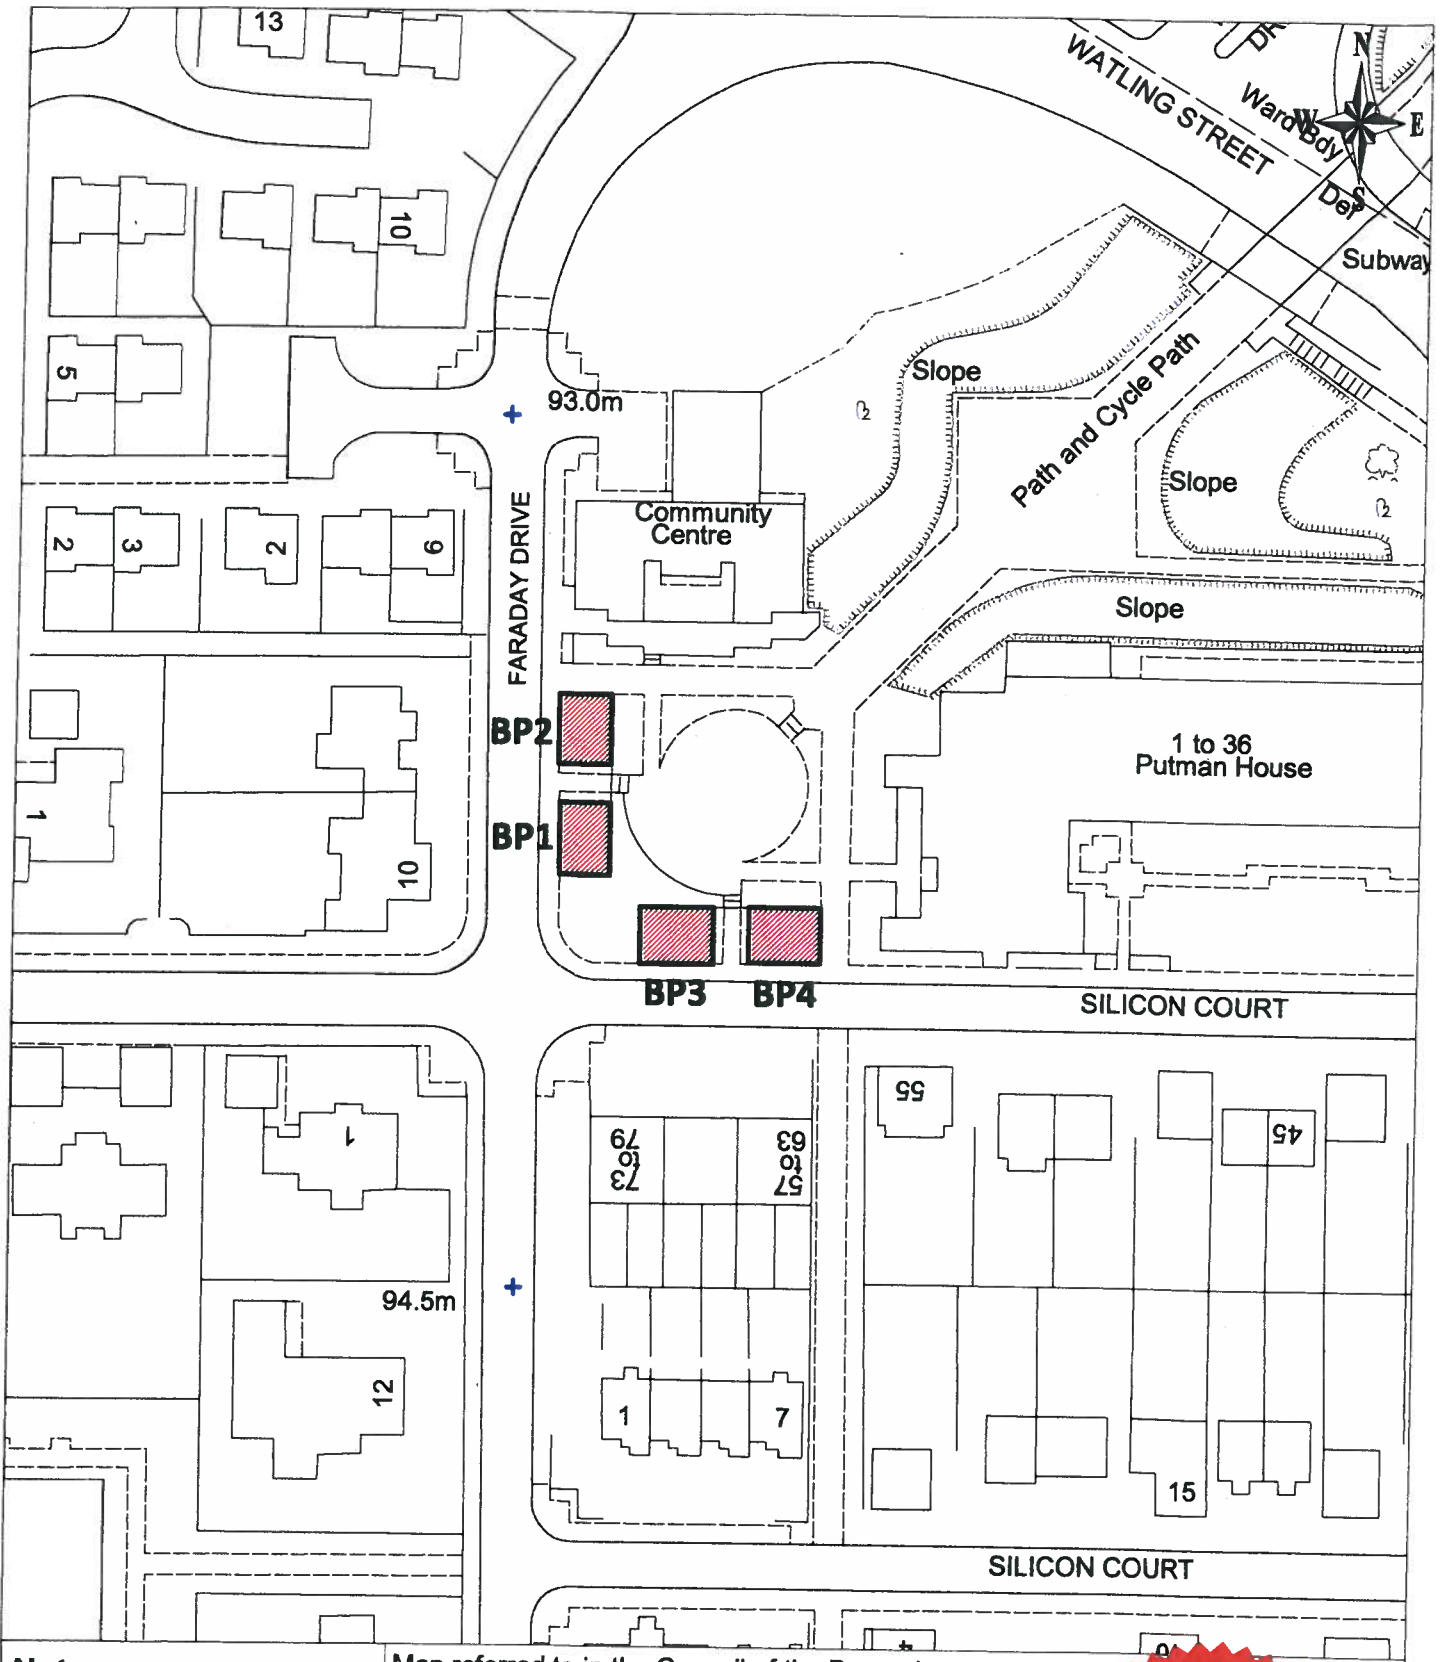 13
WATLING STREET
Ward Bdy
Def
N
W
E
S
Subway
10
5
93.0m
Slope
Path and Cycle Path
Slope
Community
Centre
FARADAY DRIVE
2
3
2
9
Slope
BP2
1 to 36
Putman House
BP1
1
10
BP3
BP4
SILICON COURT
1
79
to
73
63
to
57
55
45
94.5m
12
1
7
15
SILICON COURT